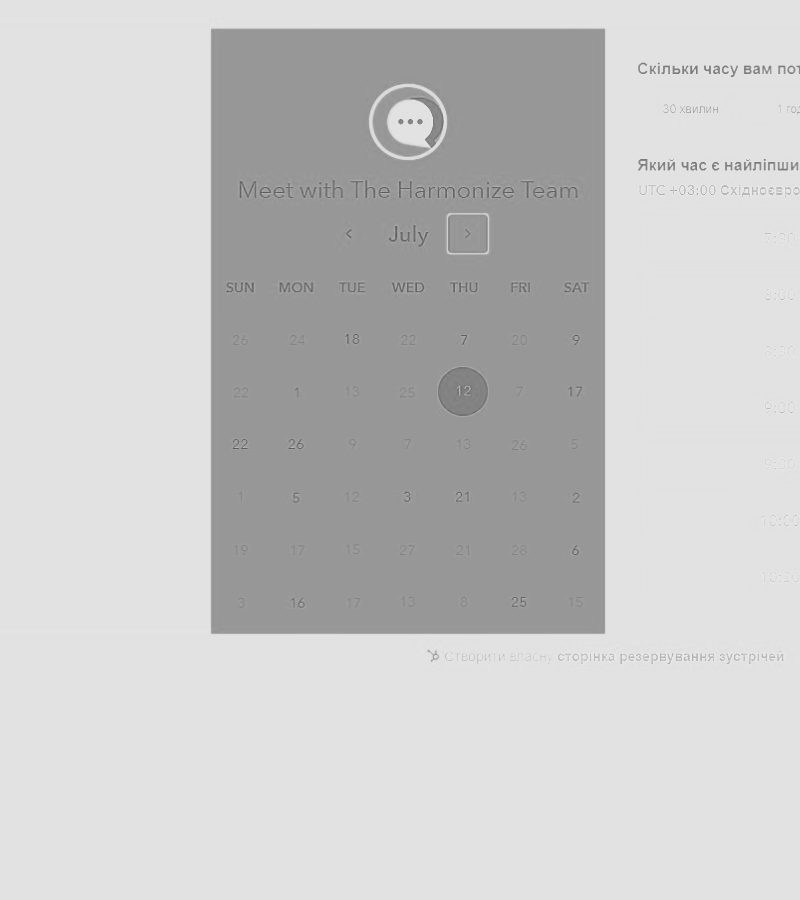 Meet with The Harmonize Team
July
SUN MON TUE WED THU FRI SAT
26 24 18 22 7 20 9
22 1 13 25 12 7 17
22 26 9 7 13 26 5
1 5 12 3 21 13 2
19 17 15 27 21 28 6
3 16 17 13 8 25 15
Скільки часу вам
30 хвилин 1
Який час є
UTC +03:00
7:30
8:00
8:30
9:00
9:30
10:00
10:30
Створити власну сторінка резервування зустрічей